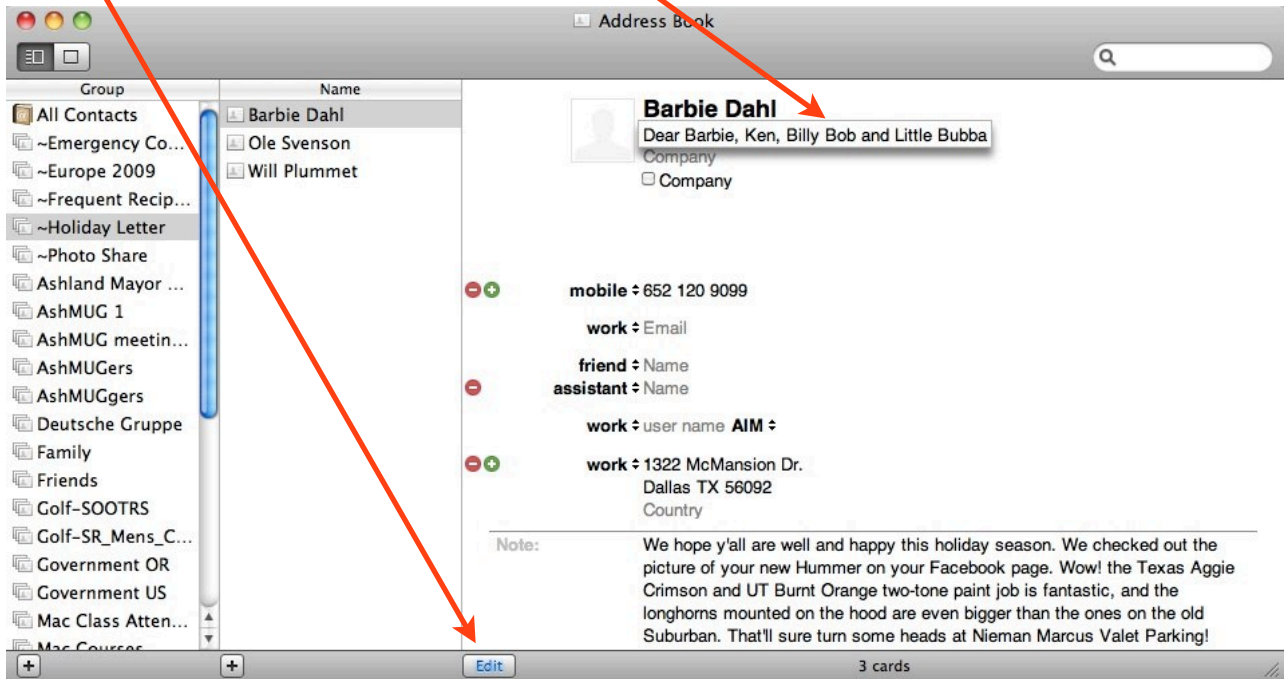 Address Book
Group
Name
All Contacts
~Emergency Co...
~Europe 2009
~Frequent Recip...
~Holiday Letter
~Photo Share
Ashland Mayor ...
AshMUG 1
AshMUG meetin...
AshMUGers
AshMUGgers
Deutsche Gruppe
Family
Friends
Golf-SOOTRS
Golf-SR_Mens_C...
Government OR
Government US
Mac Class Atten...
Mac Courses
Barbie Dahl
Ole Svenson
Will Plummet
Barbie Dahl
Dear Barbie, Ken, Billy Bob and Little Bubba
Company
Company
mobile 652 120 9099
work Email
friend Name
assistant Name
work user name AIM
work 1322 McMansion Dr.
Dallas TX 56092
Country
Note: We hope y'all are well and happy this holiday season. We checked out the
picture of your new Hummer on your Facebook page. Wow! the Texas Aggie
Crimson and UT Burnt Orange two-tone paint job is fantastic, and the
longhorns mounted on the hood are even bigger than the ones on the old
Suburban. That'll sure turn some heads at Nieman Marcus Valet Parking!
Edit
3 cards